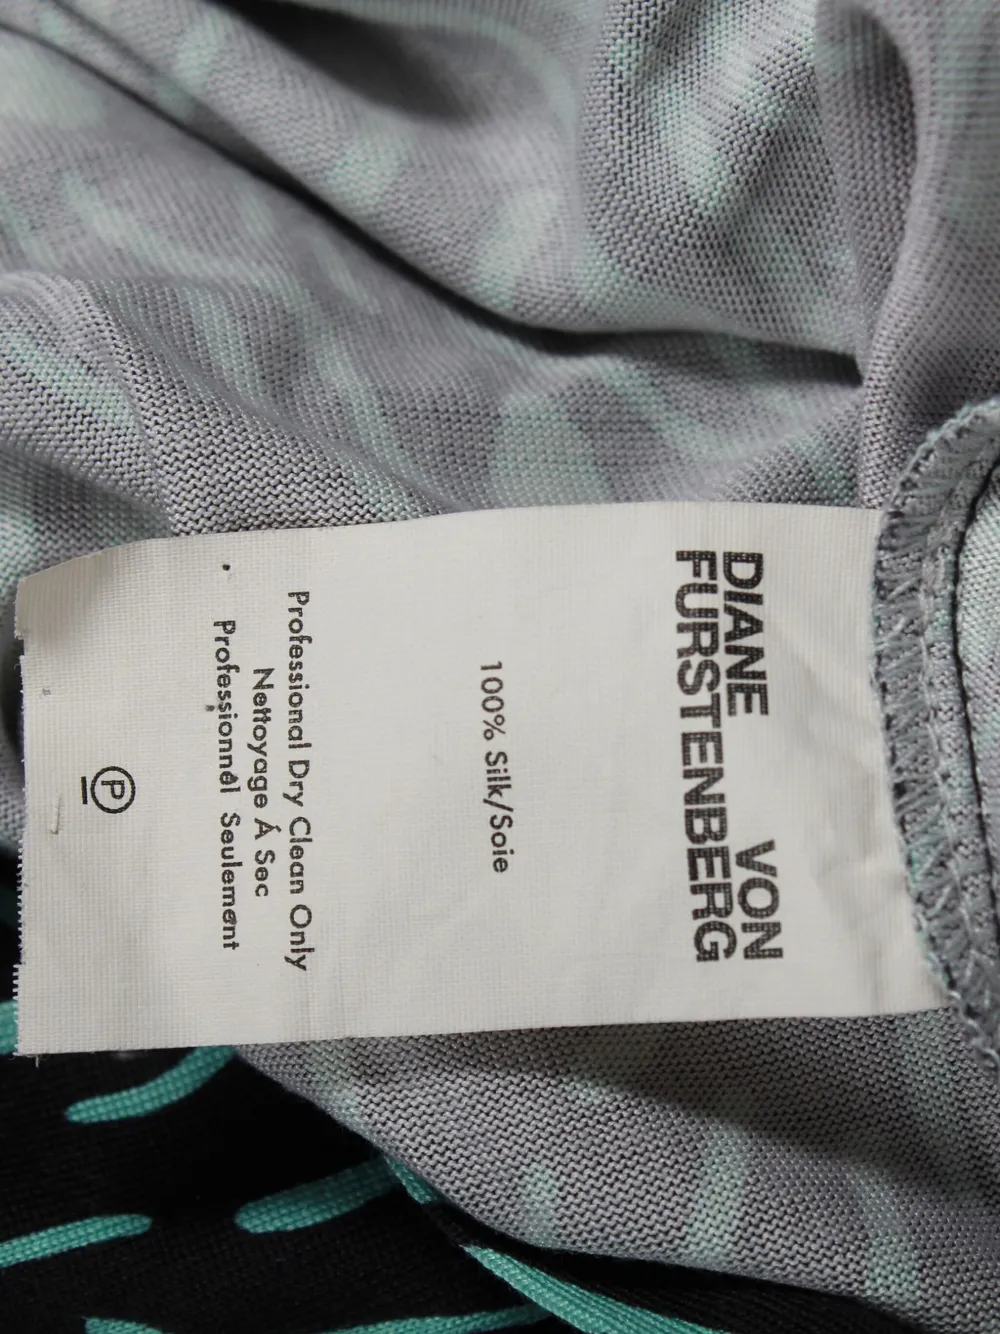 DIANE VON
FURSTENBERG
100% Silk/Soie
Professional Dry Clean Only
Nettoyage Á Sec
Professionnel Seulement
P